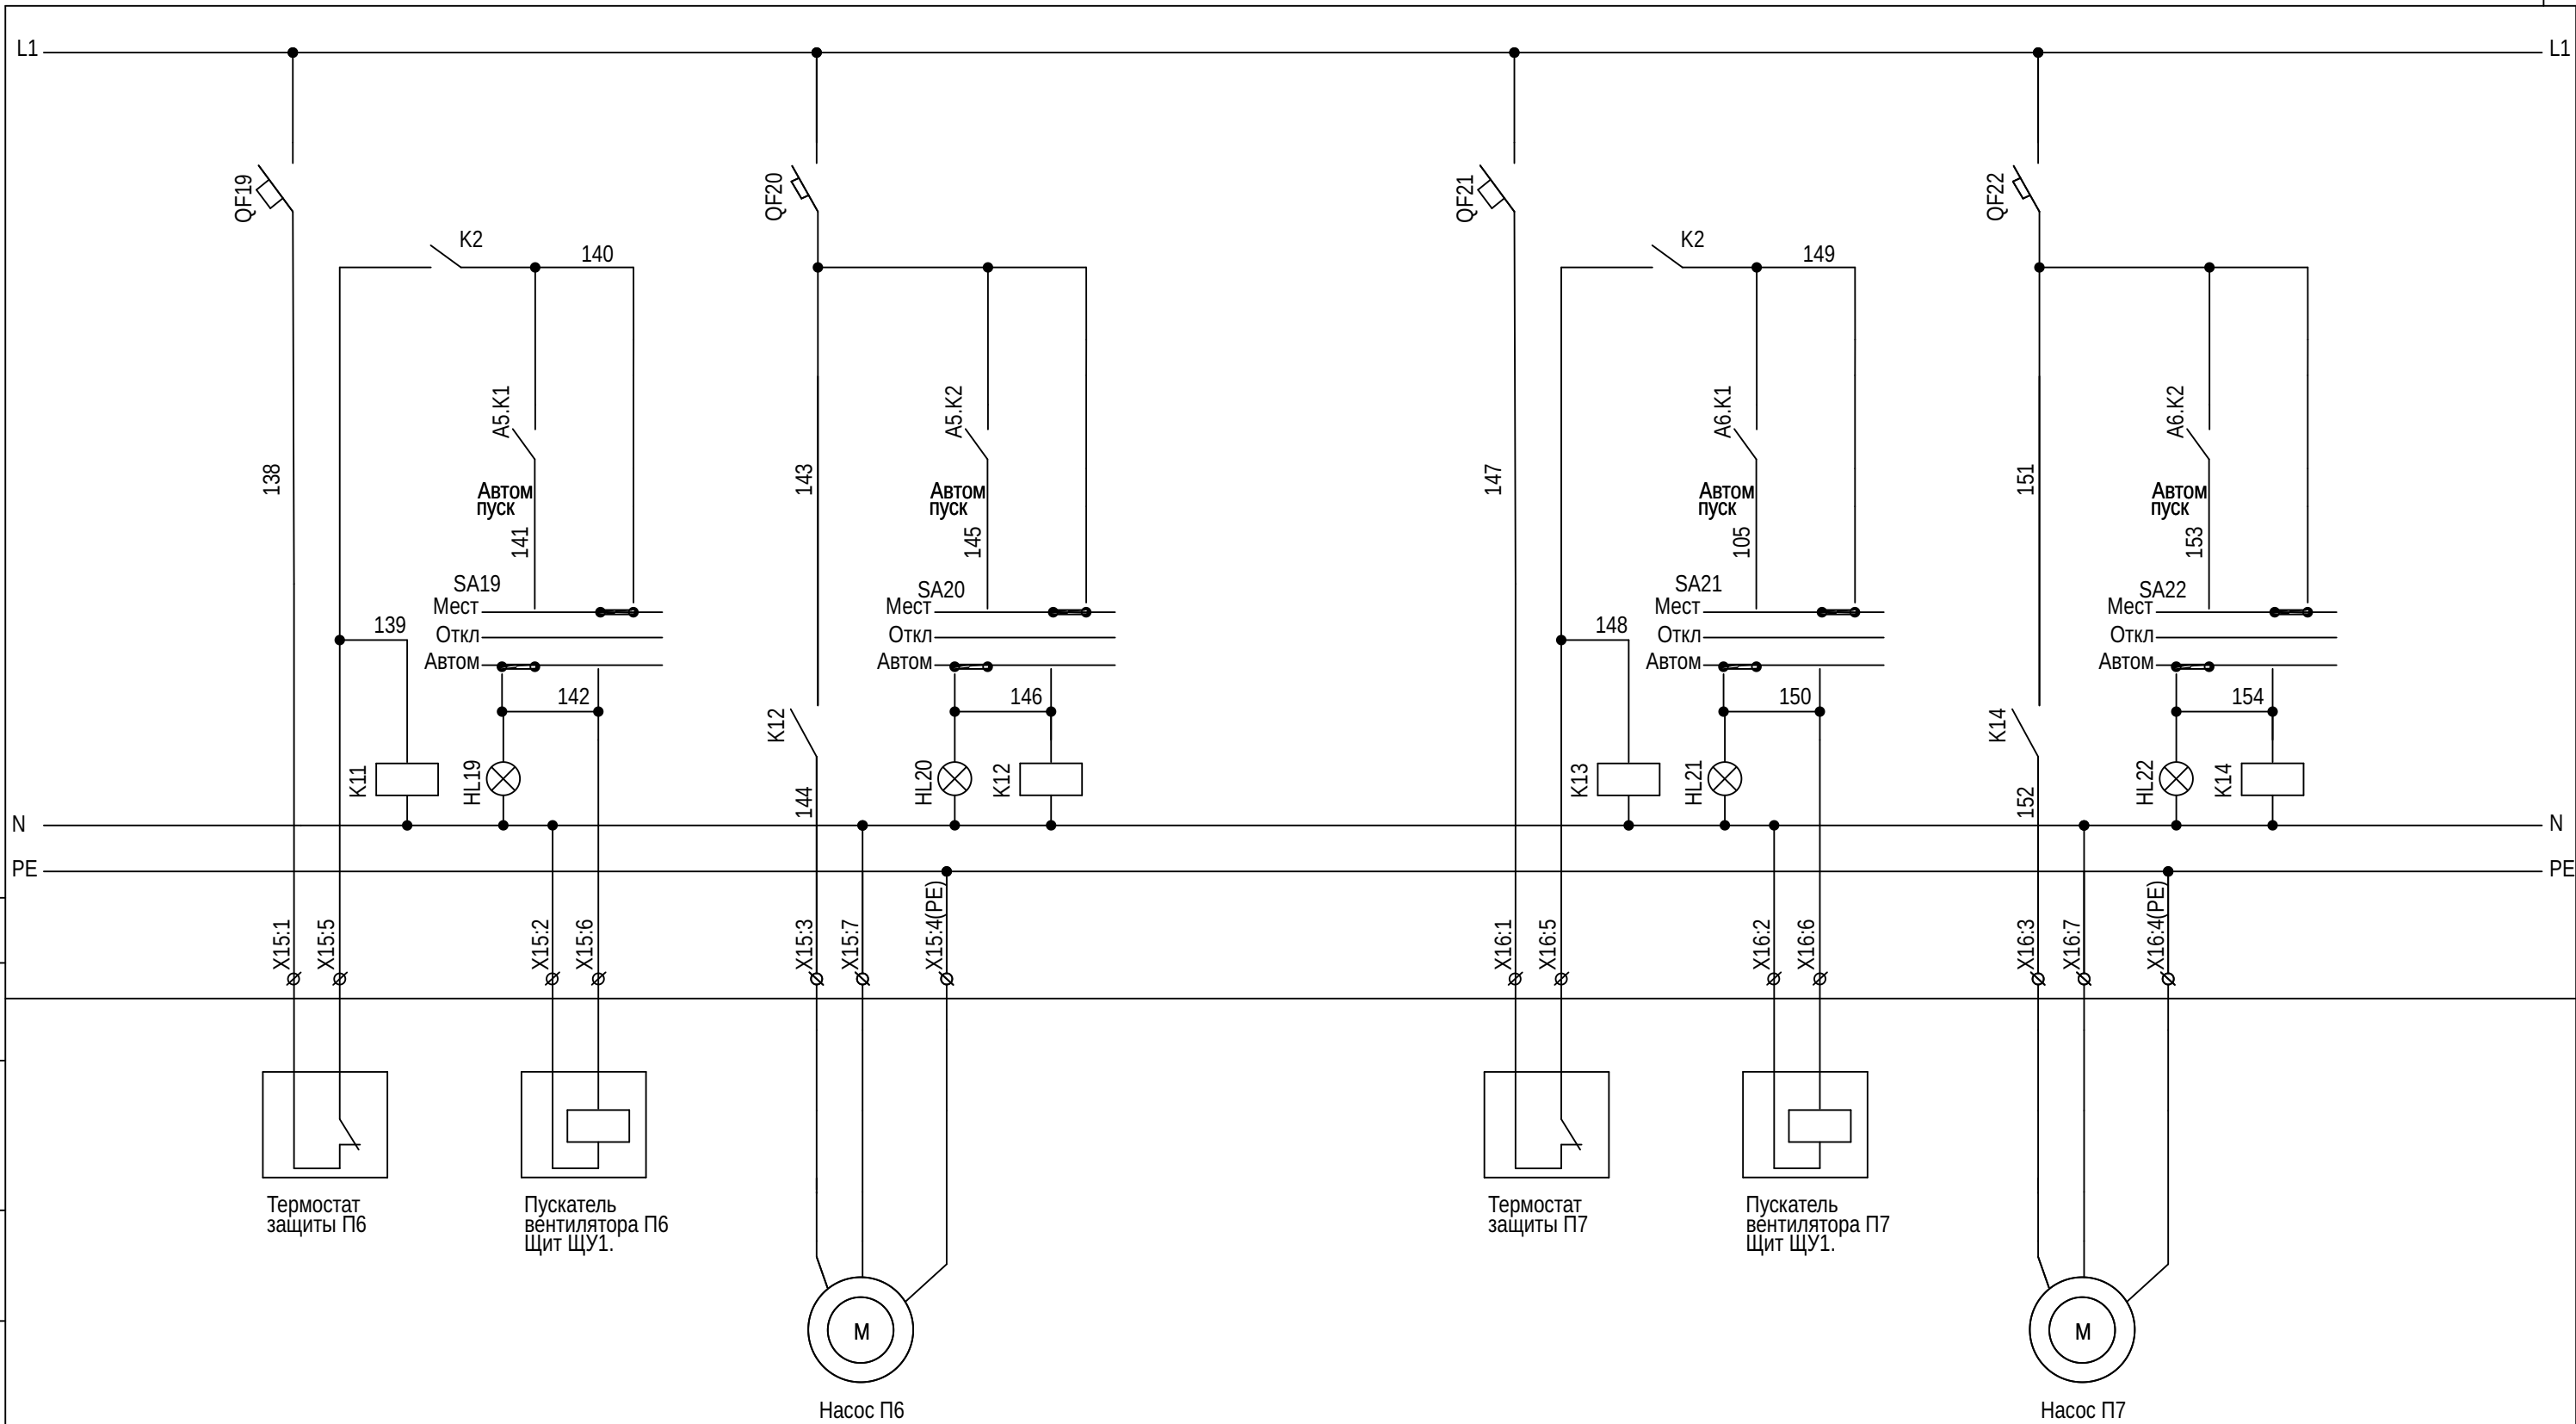 L1
L1
QF19
QF20
QF21
QF22
K2
140
K2
149
A5.K1
A5.K2
A6.K1
A6.K2
138
143
147
151
Автом
пуск
Автом
пуск
Автом
пуск
Автом
пуск
141
145
105
153
SA19
SA20
SA21
SA22
Мест
Мест
Мест
Мест
139
148
Откл
Откл
Откл
Откл
Автом
Автом
Автом
Автом
142
146
150
154
K12
K14
K11
HL19
HL20
K12
K13
HL21
HL22
K14
144
152
N
N
PE
PE
X15:1
X15:5
X15:2
X15:6
X15:3
X15:7
X15:4(PE)
X16:1
X16:5
X16:2
X16:6
X16:3
X16:7
X16:4(PE)
Термостат
защиты П6
Пускатель
вентилятора П6
Щит ЩУ1.
Термостат
защиты П7
Пускатель
вентилятора П7
Щит ЩУ1.
М
М
Насос П6
Насос П7